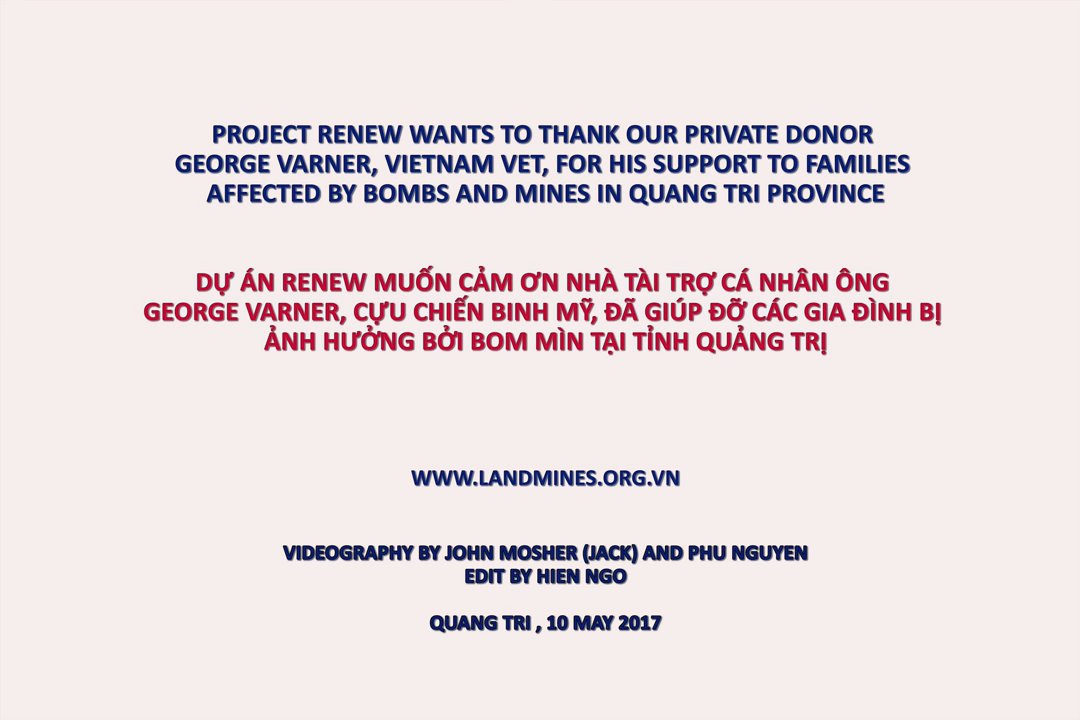 PROJECT RENEW WANTS TO THANK OUR PRIVATE DONOR
GEORGE VARNER, VIETNAM VET, FOR HIS SUPPORT TO FAMILIES
AFFECTED BY BOMBS AND MINES IN QUANG TRI PROVINCE
DỰ ÁN RENEW MUỐN CẢM ƠN NHÀ TÀI TRỢ CÁ NHÂN ÔNG
GEORGE VARNER, CỰU CHIẾN BINH MỸ, ĐÃ GIÚP ĐỠ CÁC GIA ĐÌNH BỊ
ẢNH HƯỞNG BỞI BOM MÌN TẠI TỈNH QUẢNG TRỊ
WWW.LANDMINES.ORG.VN
VIDEOGRAPHY BY JOHN MOSHER (JACK) AND PHU NGUYEN
EDIT BY HIEN NGO
QUANG TRI , 10 MAY 2017